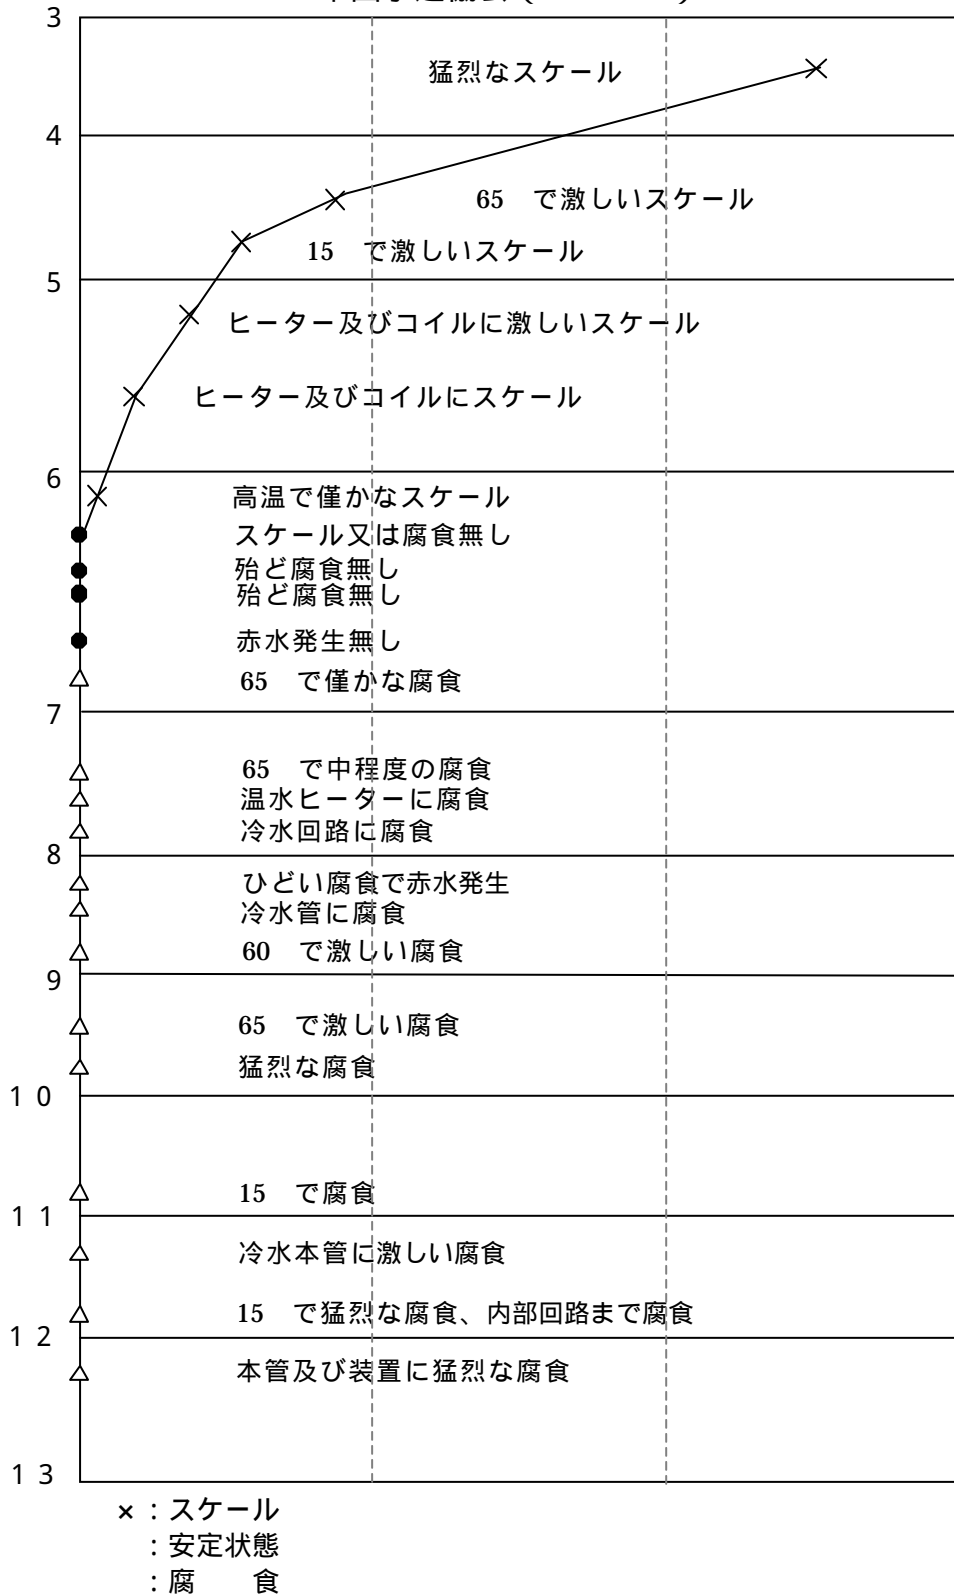 3
猛烈なスケール
4
65　で激しいスケール
15　で激しいスケール
5
ヒーター及びコイルに激しいスケール
ヒーター及びコイルにスケール
6
高温で僅かなスケール
スケール又は腐食無し
殆ど腐食無し
殆ど腐食無し
赤水発生無し
65　で僅かな腐食
7
65　で中程度の腐食
温水ヒーターに腐食
冷水回路に腐食
8
ひどい腐食で赤水発生
冷水管に腐食
60　で激しい腐食
9
65　で激しい腐食
猛烈な腐食
10
15　で腐食
11
冷水本管に激しい腐食
15　で猛烈な腐食、内部回路まで腐食
12
本管及び装置に猛烈な腐食
13
×：スケール
：安定状態
：腐　　食